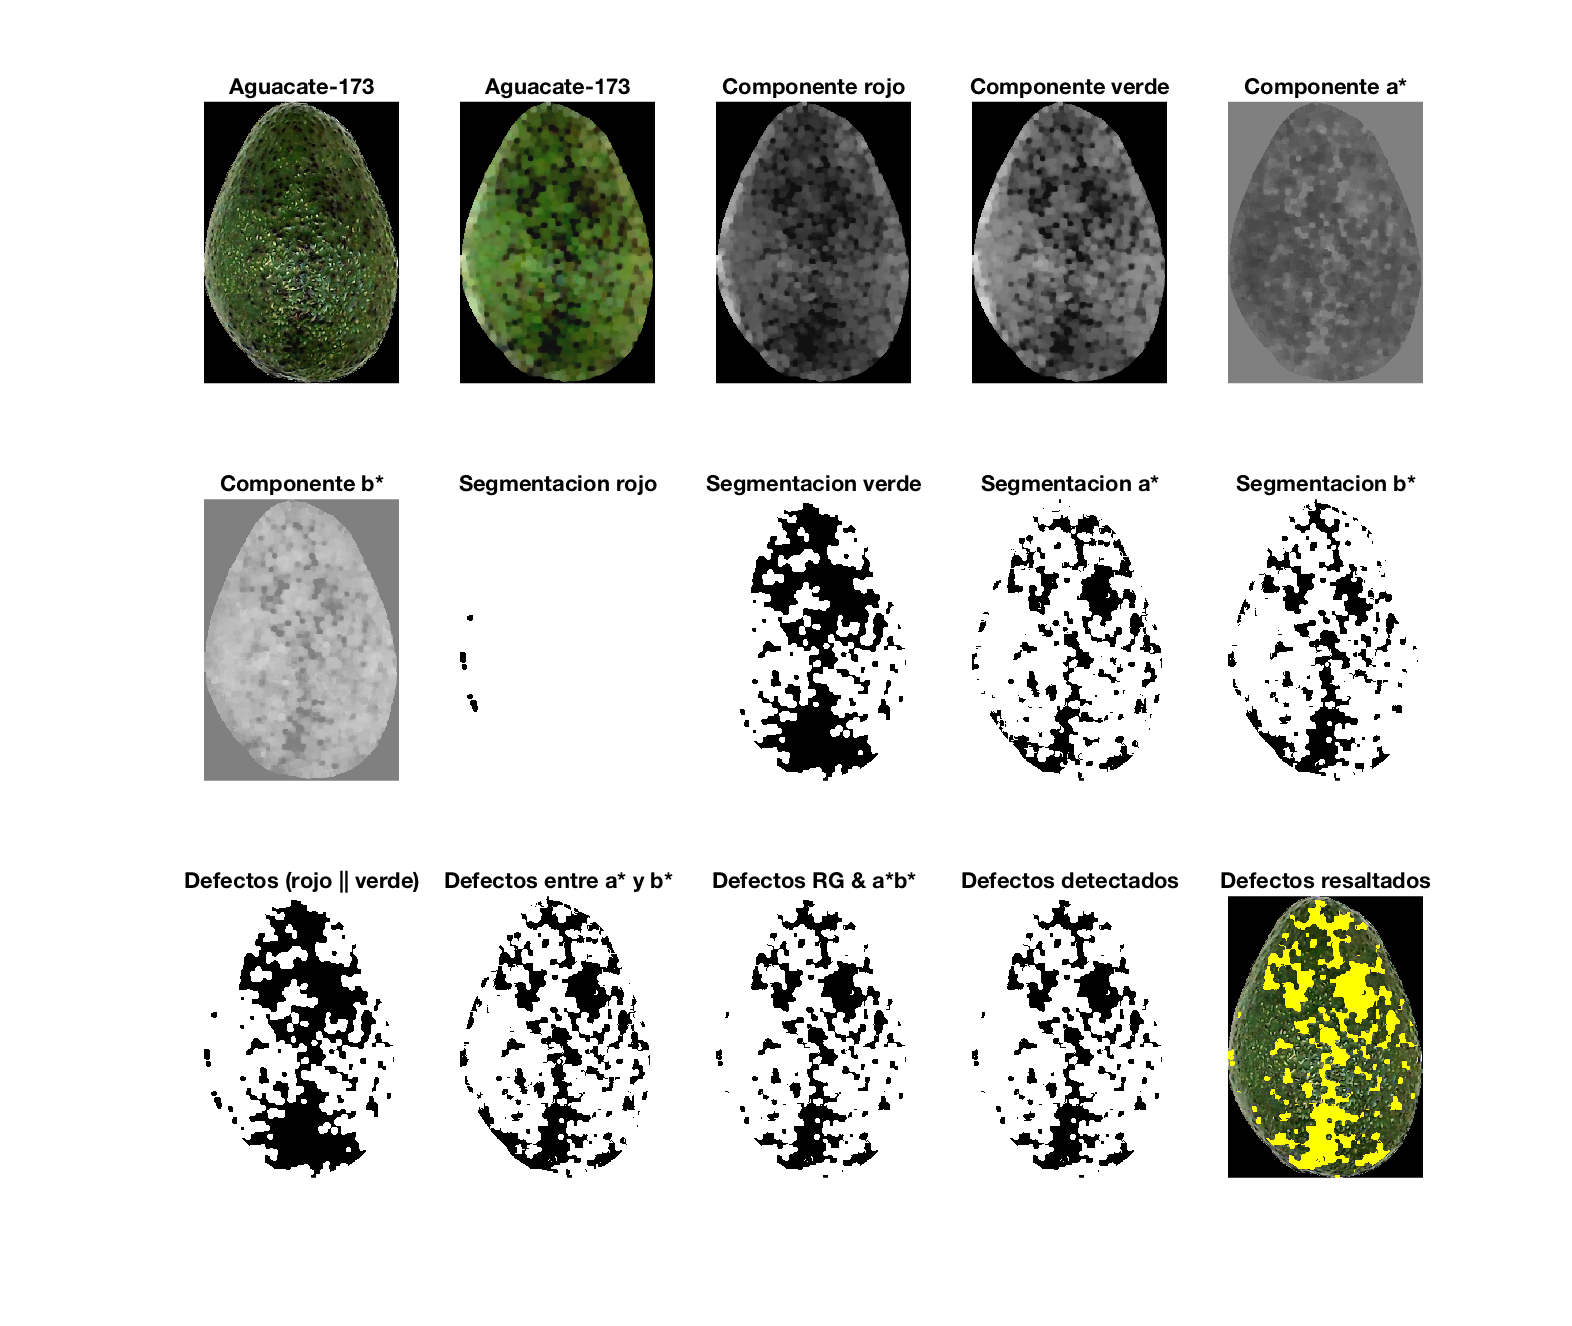 Aguacate-173
Aguacate-173
Componente rojo
Componente verde
Componente a*
Componente b*
Segmentacion rojo
Segmentacion verde
Segmentacion a*
Segmentacion b*
Defectos (rojo || verde)
Defectos entre a* y b*
Defectos RG & a*b*
Defectos detectados
Defectos resaltados